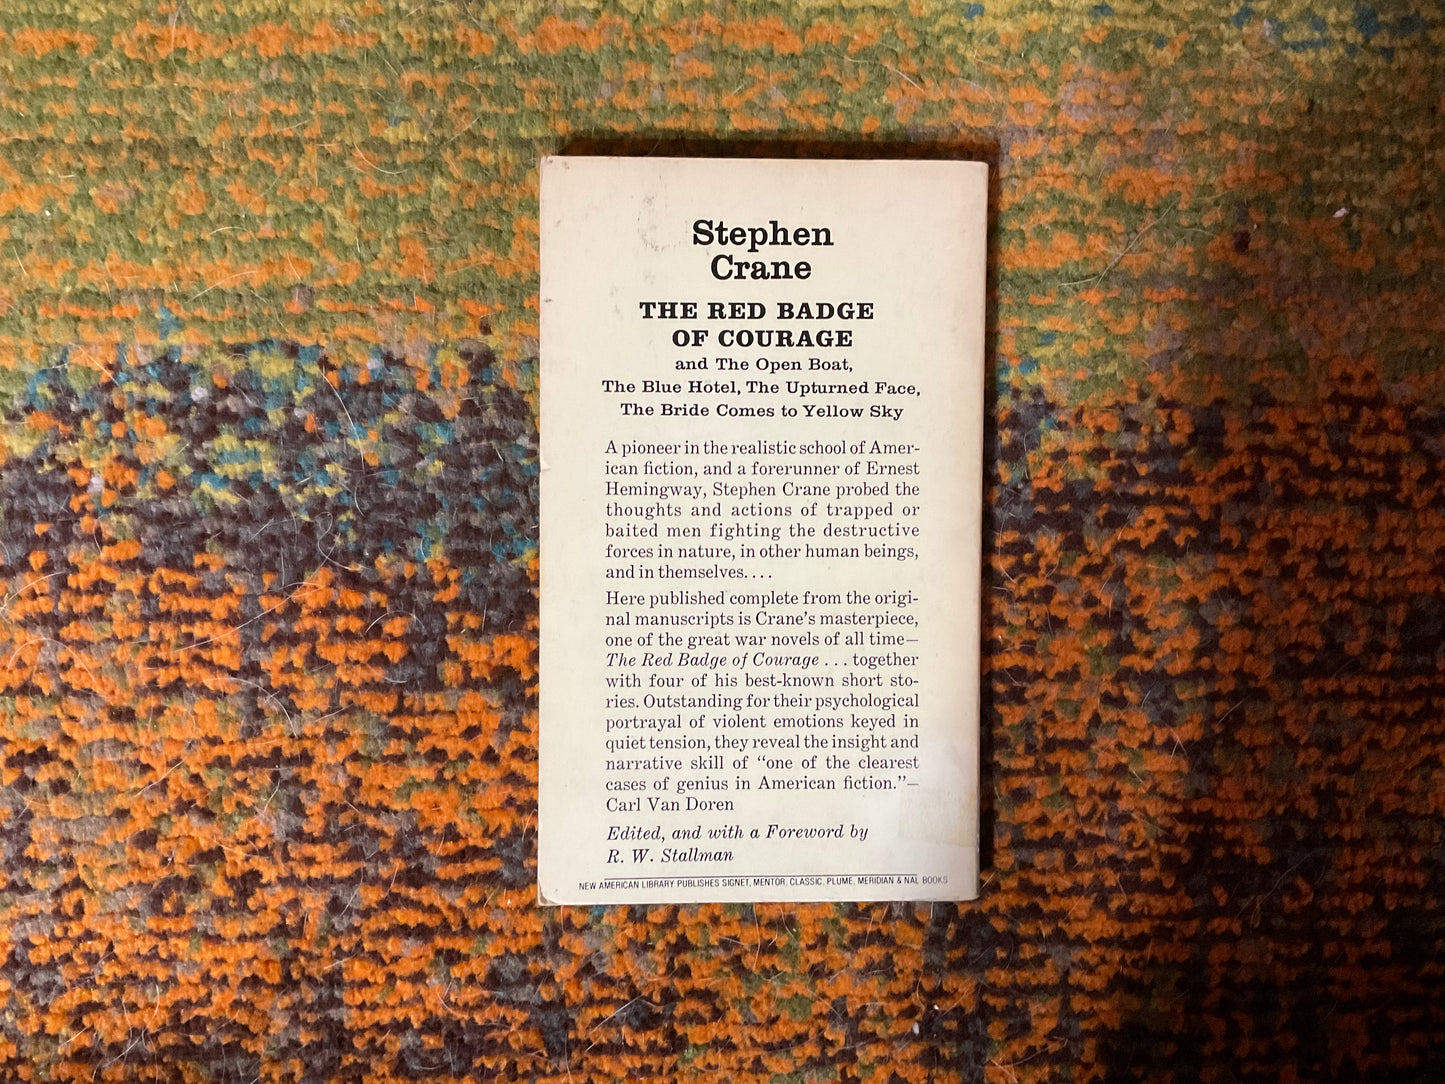 Stephen
Crane
THE RED BADGE
OF COURAGE
and The Open Boat,
The Blue Hotel, The Upturned Face,
The Bride Comes to Yellow Sky
A pioneer in the realistic school of Amer-
ican fiction, and a forerunner of Ernest
Hemingway, Stephen Crane probed the
thoughts and actions of trapped or
baited men fighting the destructive
forces in nature, in other human beings,
and in themselves. . . .
Here published complete from the origi-
nal manuscripts is Crane's masterpiece,
one of the great war novels of all time—
The Red Badge of Courage . . . together
with four of his best-known short sto-
ries. Outstanding for their psychological
portrayal of violent emotions keyed in
quiet tension, they reveal the insight and
narrative skill of "one of the clearest
cases of genius in American fiction."—
Carl Van Doren
Edited, and with a Foreword by
R. W. Stallman
NEW AMERICAN LIBRARY PUBLISHES SIGNET, MENTOR, CLASSIC, PLUME, MERIDIAN & NAL BOOKS